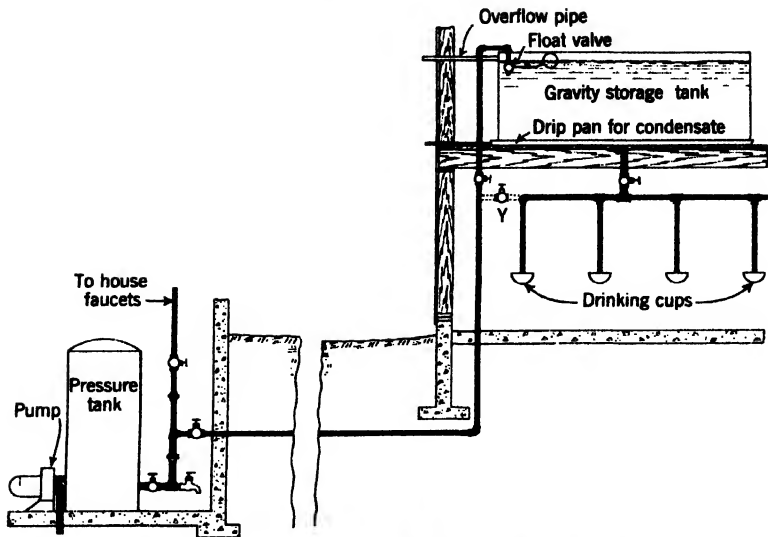 Overflow pipe
Float valve
Gravity storage tank
Drip pan for condensate
Y
To house
faucets
Drinking cups
Pressure
tank
Pump